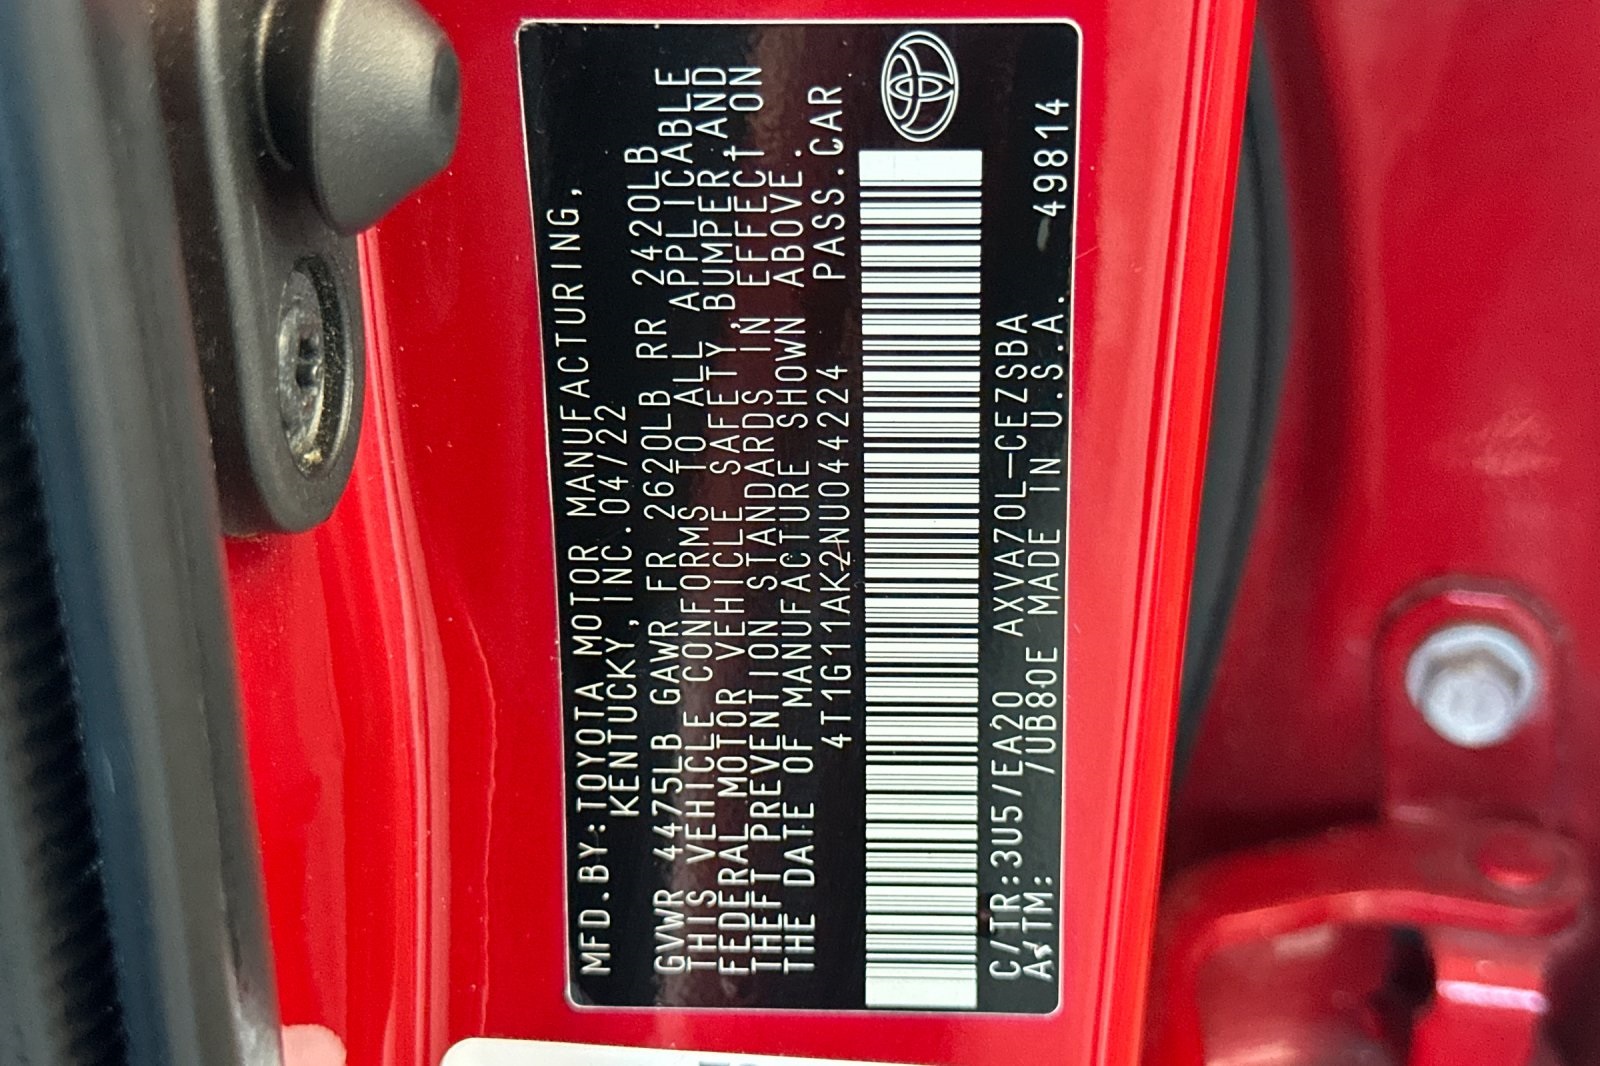 MFD.BY:TOYOTA MOTOR MANUFACTURING,
KENTUCKY,INC.04/22
GVWR 4475LB GAWR FR 2620LB RR 2420LB
THIS VEHICLE CONFORMS TO ALL APPLICABLE
FEDERAL MOTOR VEHICLE SAFETY, BUMPER,AND
THEFT PREVENTION STANDARDS IN EFFECT ON
THE DATE OF MANUFACTURE SHOWN ABOVE.
4T1G11AK2NU044224 PASS.CAR
C/TR:3U5/EA20 AXVA70L-CEZSBA
A/TM: /UB80E MADE IN U.S.A. 49814